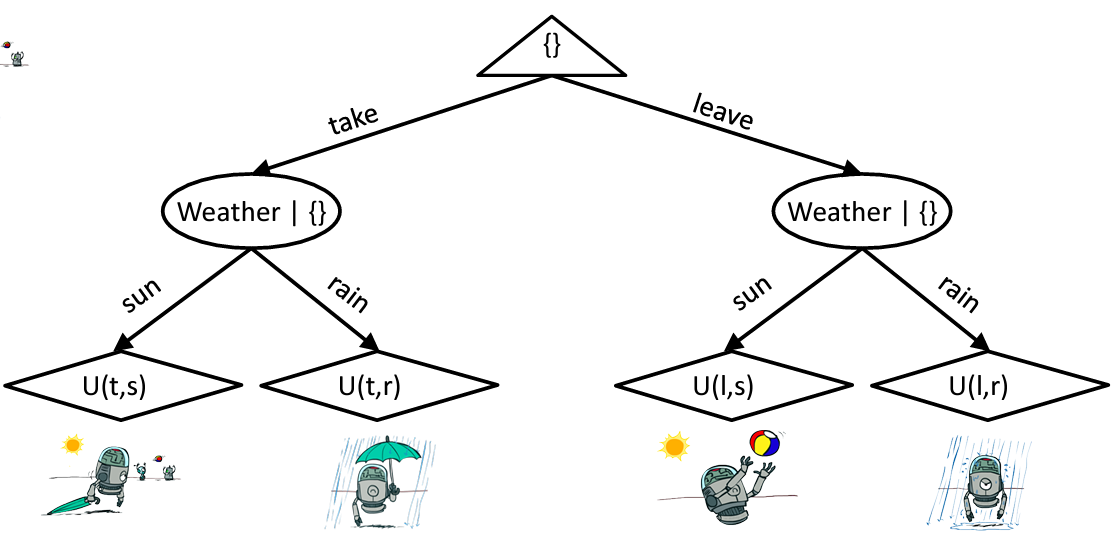 {}
take
leave
Weather | {}
Weather | {}
sun
rain
sun
rain
U(t,s)
U(t,r)
U(l,s)
U(l,r)